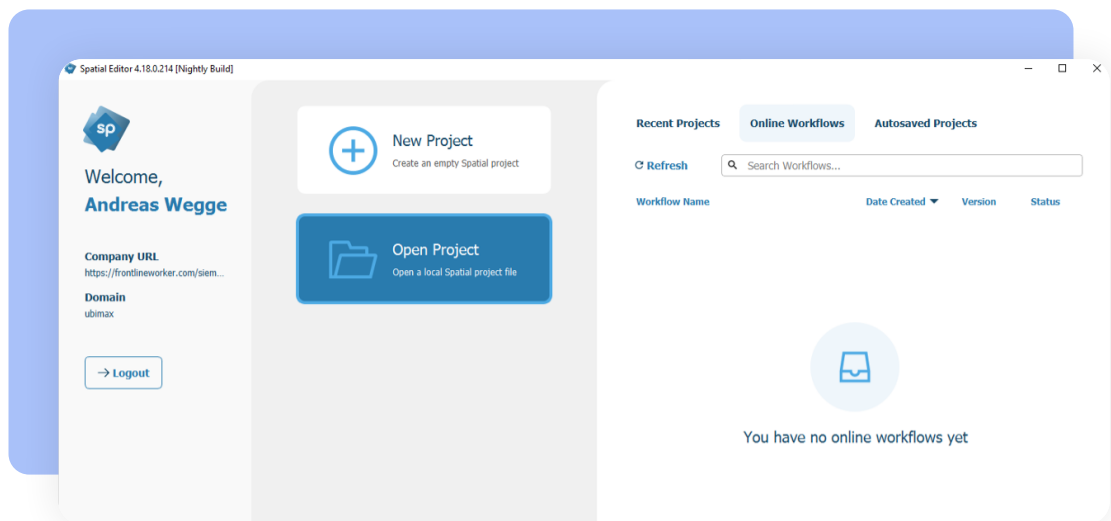 Spatial Editor 4.18.0.214 [Nightly Build]
sp
Welcome,
Andreas Wegge
Company URL
https://frontlineworker.com/siem...
Domain
ubimax
Logout
New Project
Create an empty Spatial project
Open Project
Open a local Spatial project file
Recent Projects Online Workflows Autosaved Projects
Refresh Search Workflows...
Workflow Name Date Created Version Status
You have no online workflows yet